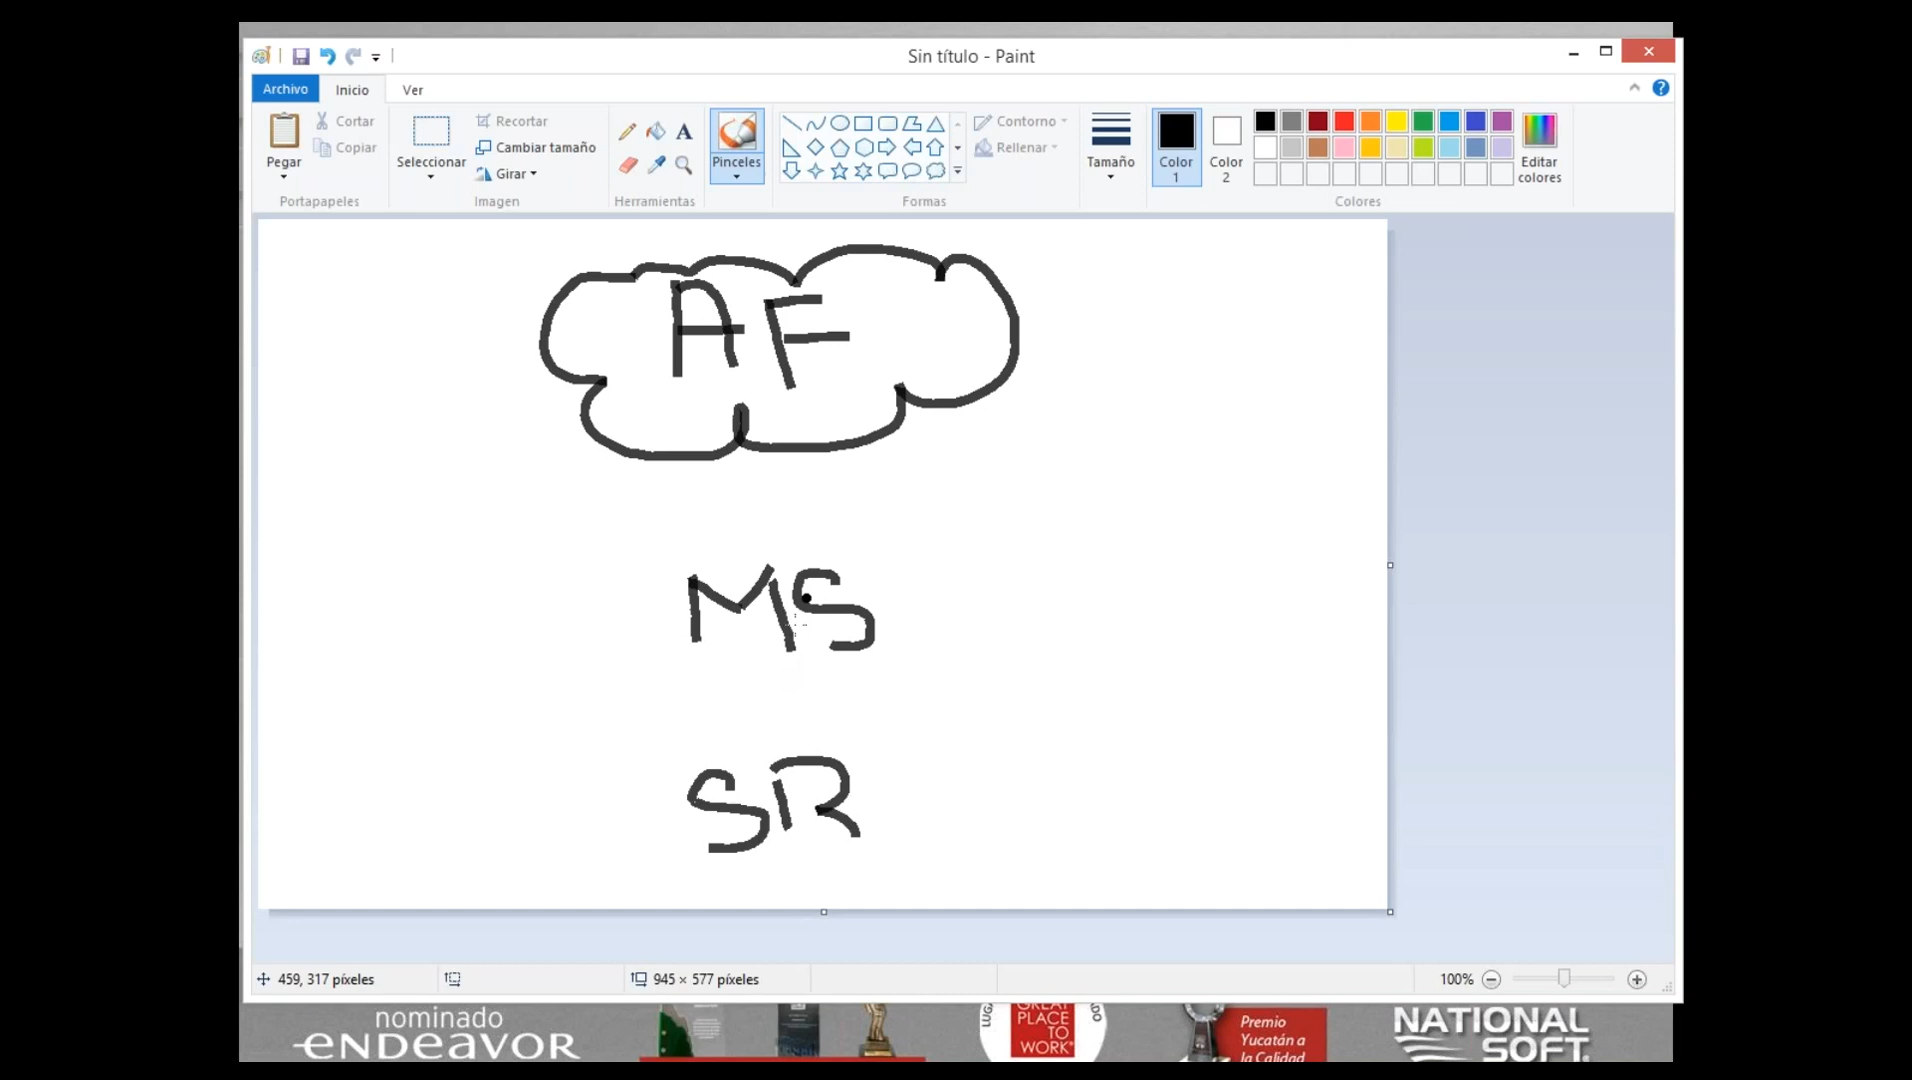 Sin título - Paint
Archivo Inicio Ver
Pegar
Cortar
Copiar
Portapapeles
Seleccionar
Recortar
Cambiar tamaño
Girar
Imagen
Herramientas
Pinceles
Formas
Contorno
Rellenar
Tamaño
Color 1
Color 2
Editar colores
Colores
AF
MS
SR
459, 317 píxeles
945 × 577 píxeles
100%
nominado
enDeavor
GREAT
PLACE
TO
WORK®
Premio
Yucatán a
la Calidad
NATIONAL
SOFT